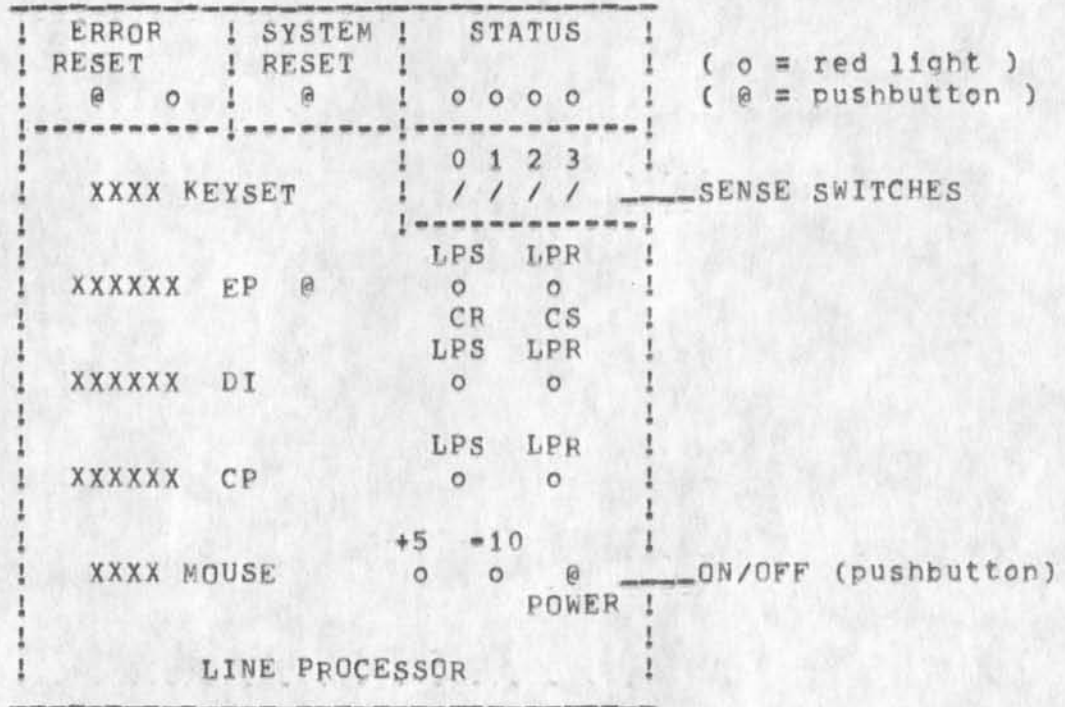 ! ERROR ! SYSTEM ! STATUS !
! RESET ! RESET ! ! ( o = red light )
! @ o ! @ ! o o o o ! ( @ = pushbutton )
! ! 0 1 2 3 !
! XXXX KEYSET ! / / / / ____SENSE SWITCHES
! LPS LPR !
! XXXXXX EP @ o o !
! CR CS !
! LPS LPR !
! XXXXXX DI o o !
! LPS LPR !
! XXXXXX CP o o !
! +5 -10 !
! XXXX MOUSE o o @ ____ON/OFF (pushbutton)
! POWER !
! LINE PROCESSOR !